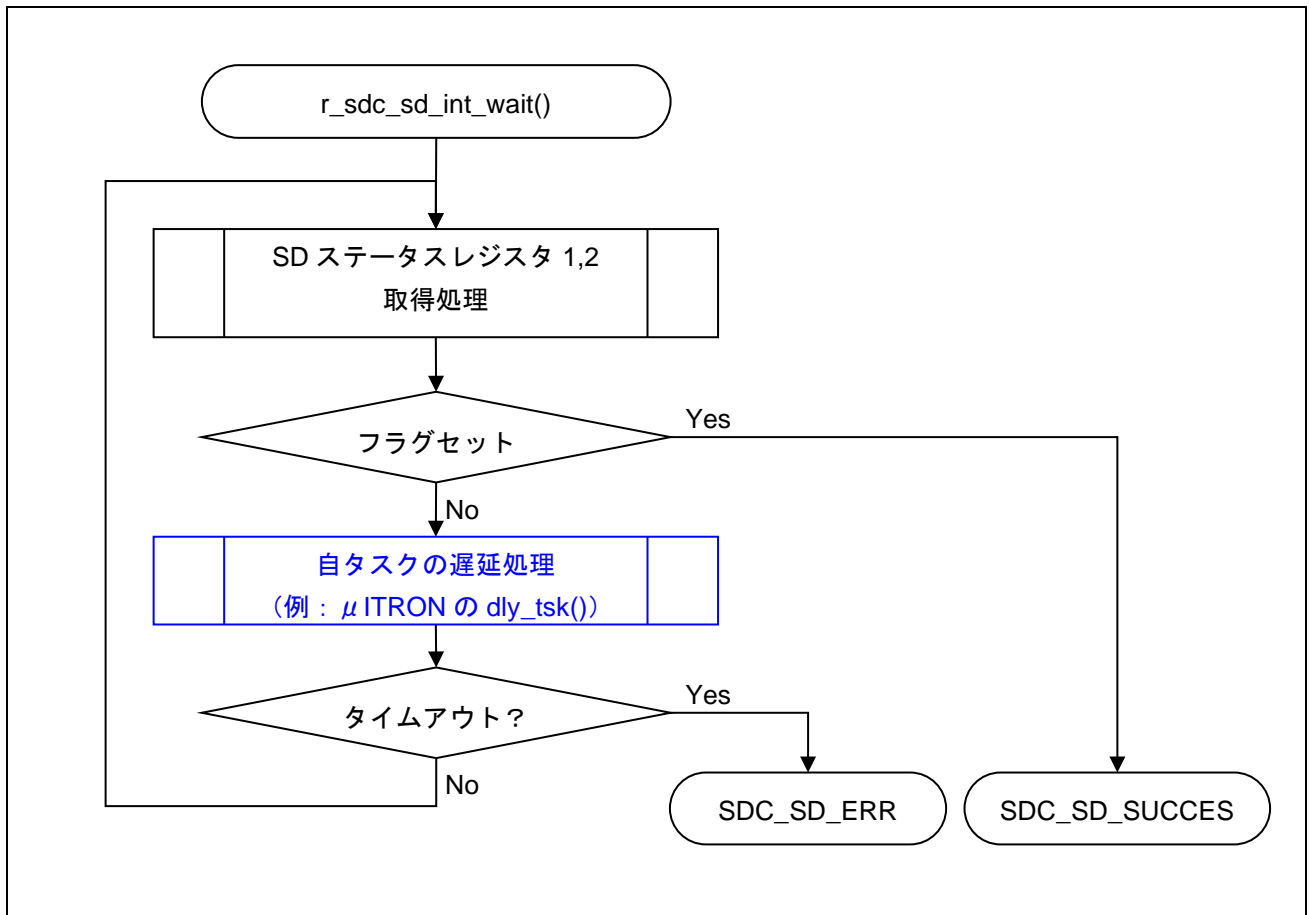 r_sdc_sd_int_wait()
SD ステータスレジスタ 1,2
取得処理
フラグセット
Yes
No
自タスクの遅延処理
（例：μITRON の dly_tsk()）
タイムアウト？
Yes
No
SDC_SD_ERR
SDC_SD_SUCCES